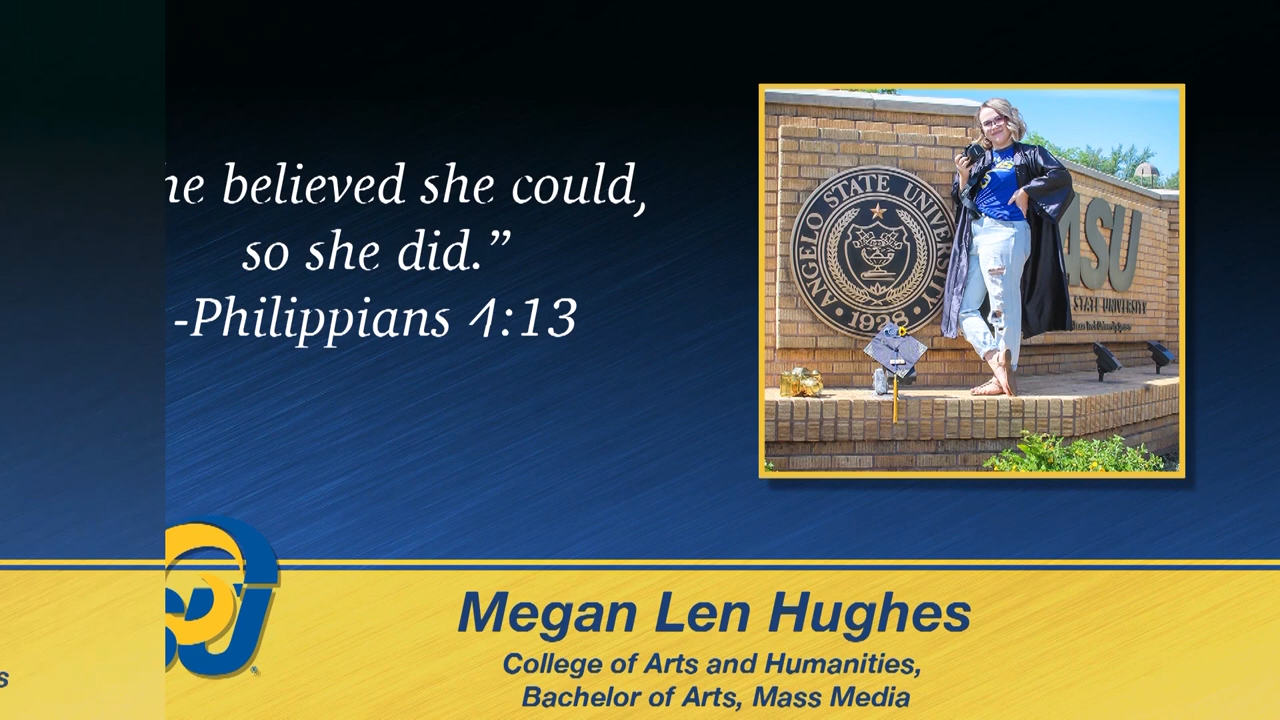 he believed she could,
so she did.”
-Philippians 4:13
ANGELO STATE UNIVERSITY
1928
ASU
STATE UNIVERSITY
Megan Len Hughes
College of Arts and Humanities,
s
Bachelor of Arts, Mass Media